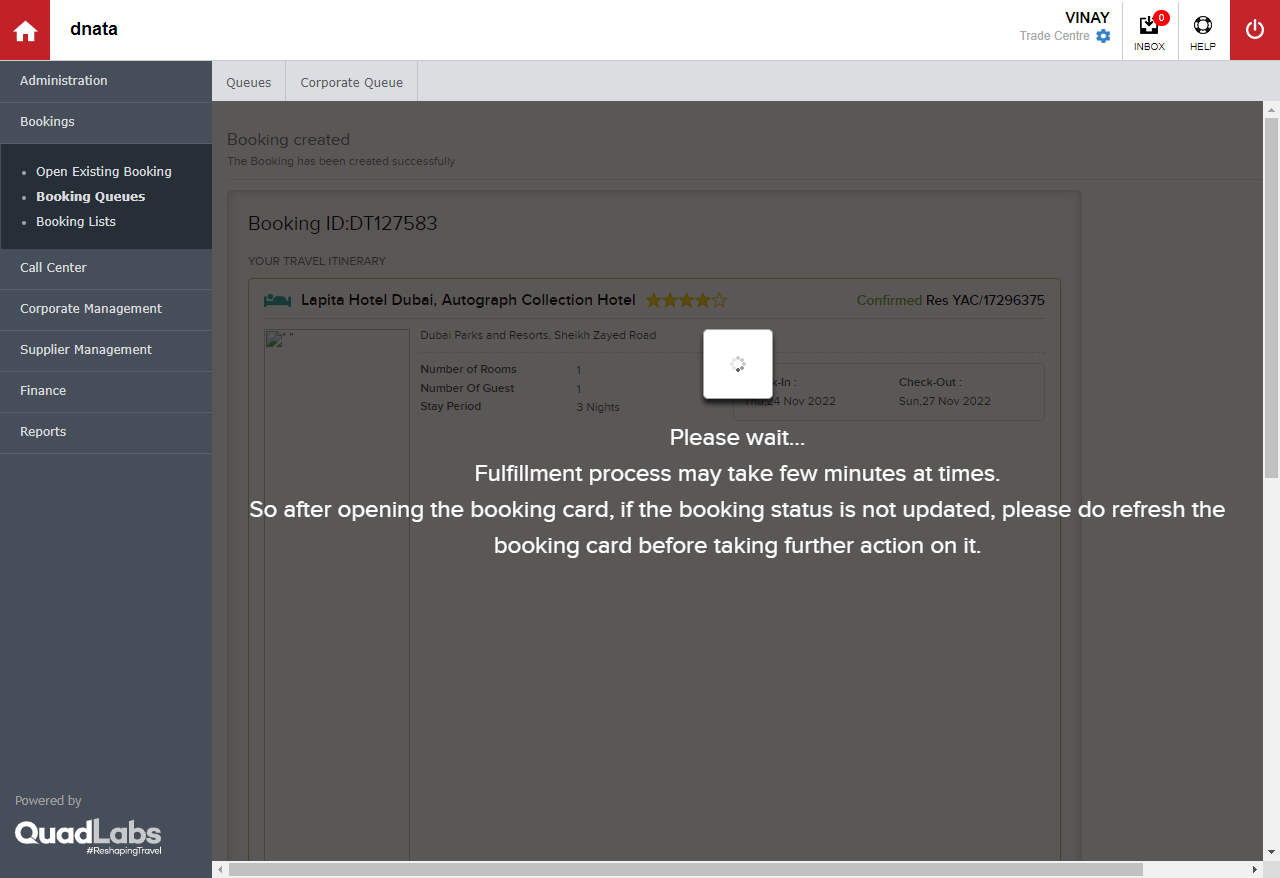 dnata
VINAY
Trade Centre
0
INBOX
HELP
Administration
Bookings
Open Existing Booking
Booking Queues
Booking Lists
Call Center
Corporate Management
Supplier Management
Finance
Reports
Powered by
QuadLabs
#ReshapingTravel
Queues
Corporate Queue
Booking created
The Booking has been created successfully
Booking ID:DT127583
YOUR TRAVEL ITINERARY
Lapita Hotel Dubai, Autograph Collection Hotel
Confirmed Res YAC/17296375
" "
Dubai Parks and Resorts, Sheikh Zayed Road
Number of Rooms 1
Number Of Guest 1
Stay Period 3 Nights
k-In :
Thu,24 Nov 2022
Check-Out :
Sun,27 Nov 2022
Please wait...
Fulfillment process may take few minutes at times.
So after opening the booking card, if the booking status is not updated, please do refresh the
booking card before taking further action on it.